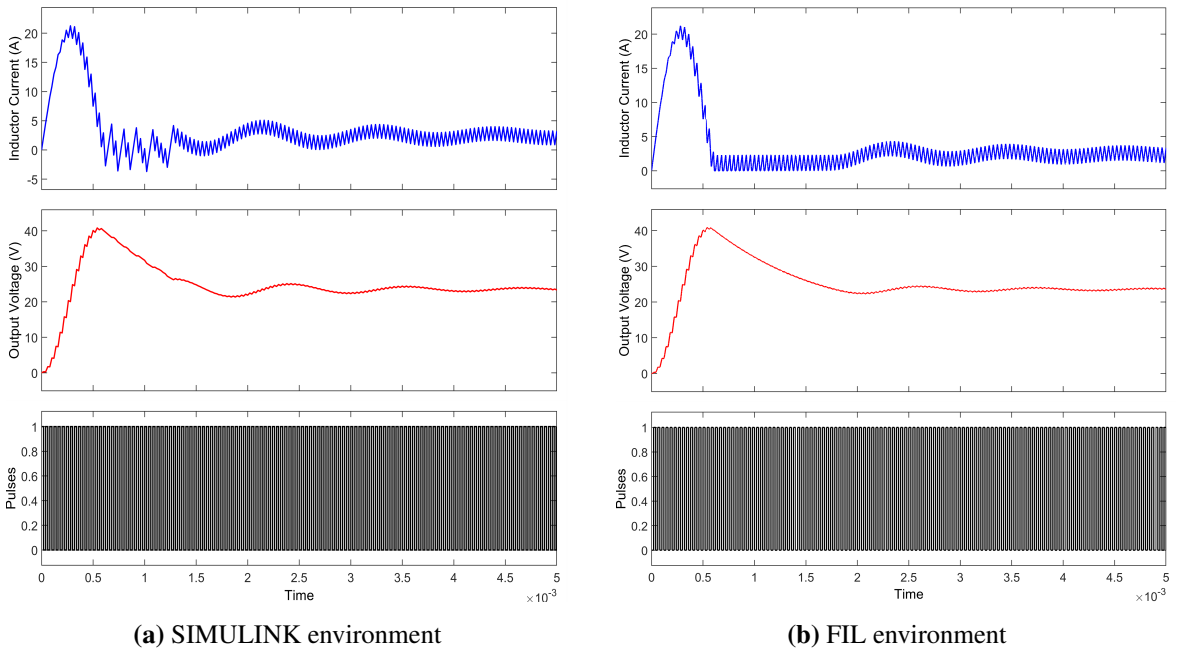 20
15
10
5
0
-5
Inductor Current (A)
40
30
20
10
0
Output Voltage (V)
1
0.8
0.6
0.4
0.2
0
Pulses
0 0.5 1 1.5 2 2.5 3 3.5 4 4.5 5
Time
×10⁻³
(a) SIMULINK environment
20
15
10
5
0
Inductor Current (A)
40
30
20
10
0
Output Voltage (V)
1
0.8
0.6
0.4
0.2
0
Pulses
0 0.5 1 1.5 2 2.5 3 3.5 4 4.5 5
Time
×10⁻³
(b) FIL environment